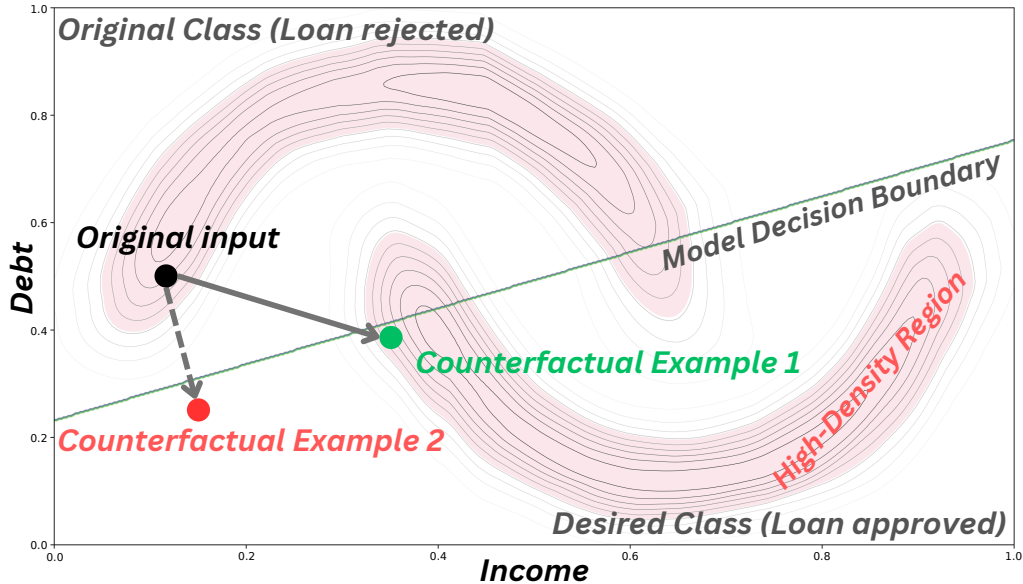 1.0
Original Class (Loan rejected)
0.8
0.6
Original input
Model Decision Boundary
Debt
0.4
Counterfactual Example 1
High-Density Region
Counterfactual Example 2
0.2
Desired Class (Loan approved)
0.0
0.0
0.2
0.4
0.6
0.8
1.0
Income